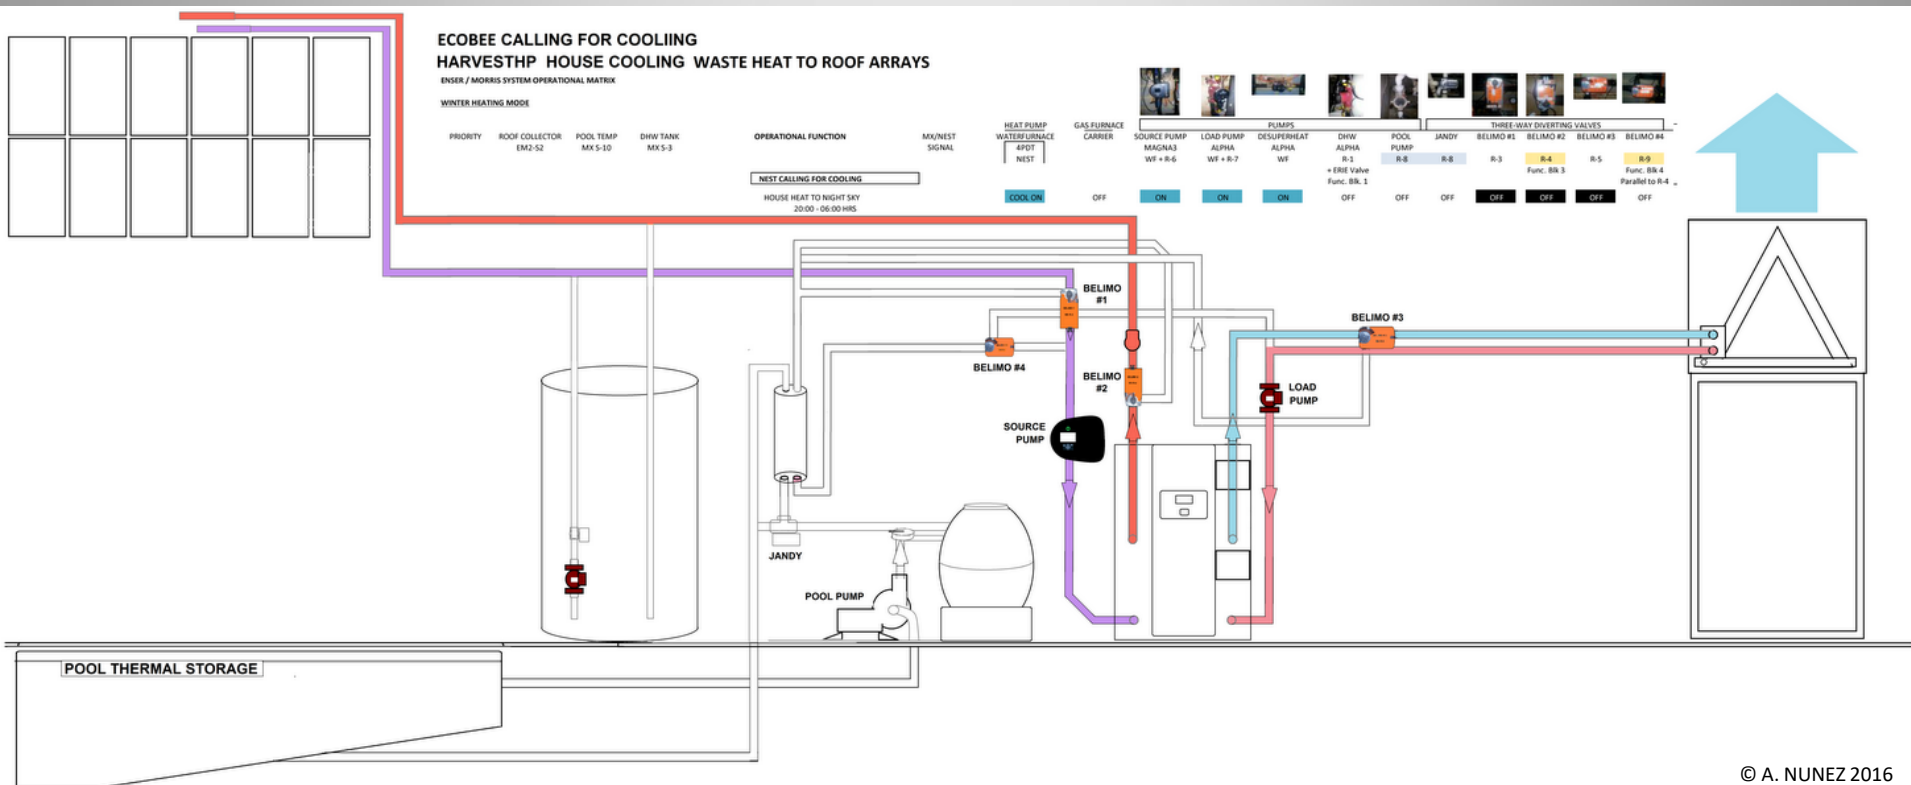 ECOBEE CALLING FOR COOLIING
HARVESTHP HOUSE COOLING WASTE HEAT TO ROOF ARRAYS
ENSER / MORRIS SYSTEM OPERATIONAL MATRIX
WINTER HEATING MODE
HEAT PUMP GAS FURNACE PUMPS THREE-WAY DIVERTING VALVES
PRIORITY ROOF COLLECTOR POOL TEMP DHW TANK OPERATIONAL FUNCTION MX/NEST WATERFURNACE CARRIER SOURCE PUMP LOAD PUMP DESUPERHEAT DHW POOL JANDY BELIMO #1 BELIMO #2 BELIMO #3 BELIMO #4
EM2-S2 MX S-10 MX S-3 SIGNAL 4PDT MAGNA3 ALPHA ALPHA ALPHA PUMP
NEST WF + R-6 WF + R-7 WF R-1 R-8 R-8 R-3 R-4 R-5 R-9
+ ERIE Valve Func. Blk 3 Func. Blk 4
NEST CALLING FOR COOLING Func. Blk. 1 Parallel to R-4
HOUSE HEAT TO NIGHT SKY COOL ON OFF ON ON ON OFF OFF OFF OFF OFF OFF OFF
20:00 - 06:00 HRS
BELIMO
#1
BELIMO #3
BELIMO #4
BELIMO
#2
LOAD
PUMP
SOURCE
PUMP
JANDY
POOL PUMP
POOL THERMAL STORAGE
© A. NUNEZ 2016